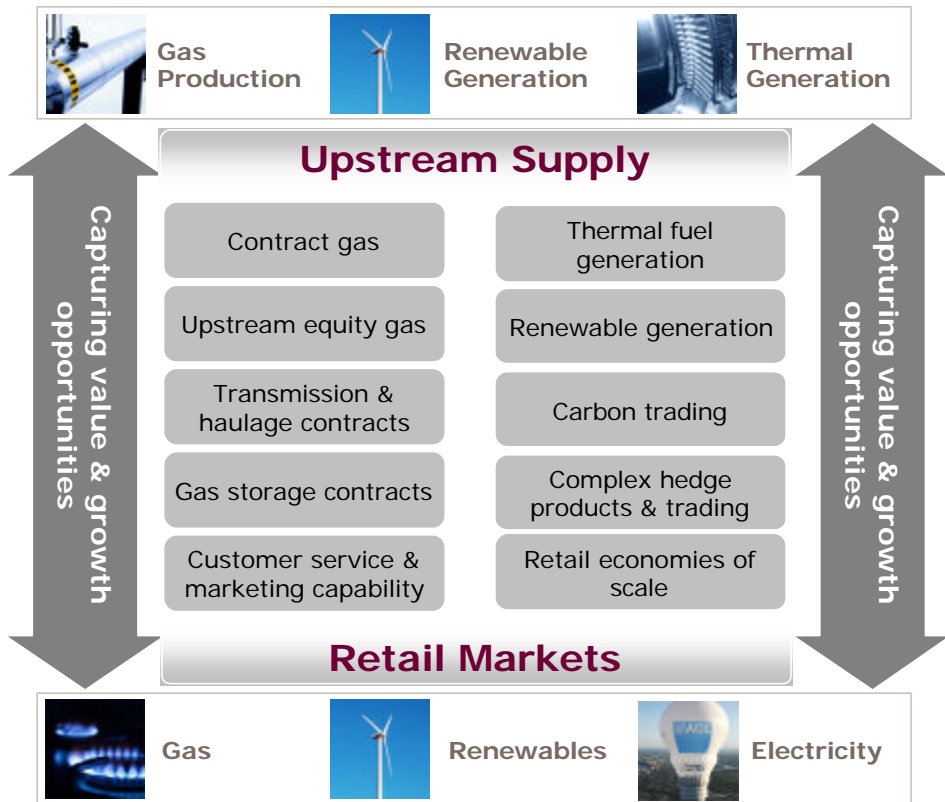 Gas
Production
Renewable
Generation
Thermal
Generation
Upstream Supply
Capturing value & growth
opportunities
Contract gas
Thermal fuel
generation
Upstream equity gas
Renewable generation
Transmission &
haulage contracts
Carbon trading
Gas storage contracts
Complex hedge
products & trading
Customer service &
marketing capability
Retail economies of
scale
Capturing value & growth
opportunities
Retail Markets
Gas
Renewables
Electricity